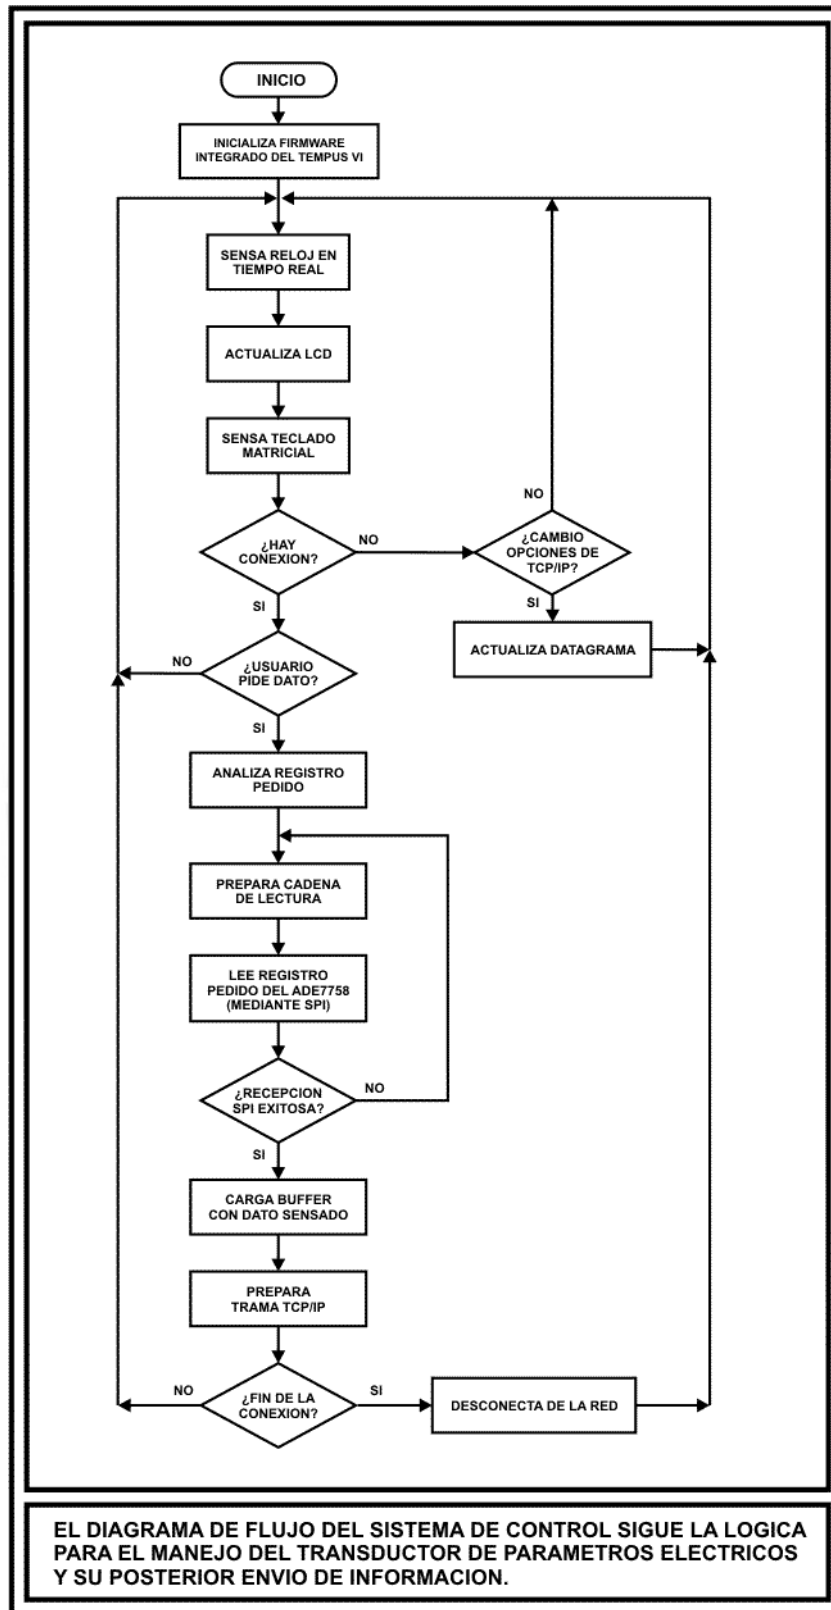 INICIO
INICIALIZA FIRMWARE
INTEGRADO DEL TEMPUS VI
SENSA RELOJ EN
TIEMPO REAL
ACTUALIZA LCD
SENSA TECLADO
MATRICIAL
¿HAY
CONEXION?
NO
SI
¿CAMBIO
OPCIONES DE
TCP/IP?
NO
SI
ACTUALIZA DATAGRAMA
¿USUARIO
PIDE DATO?
NO
SI
ANALIZA REGISTRO
PEDIDO
PREPARA CADENA
DE LECTURA
LEE REGISTRO
PEDIDO DEL ADE7758
(MEDIANTE SPI)
¿RECEPCION
SPI EXITOSA?
NO
SI
CARGA BUFFER
CON DATO SENSADO
PREPARA
TRAMA TCP/IP
¿FIN DE LA
CONEXION?
NO
SI
DESCONECTA DE LA RED
EL DIAGRAMA DE FLUJO DEL SISTEMA DE CONTROL SIGUE LA LOGICA
PARA EL MANEJO DEL TRANSDUCTOR DE PARAMETROS ELECTRICOS
Y SU POSTERIOR ENVIO DE INFORMACION.